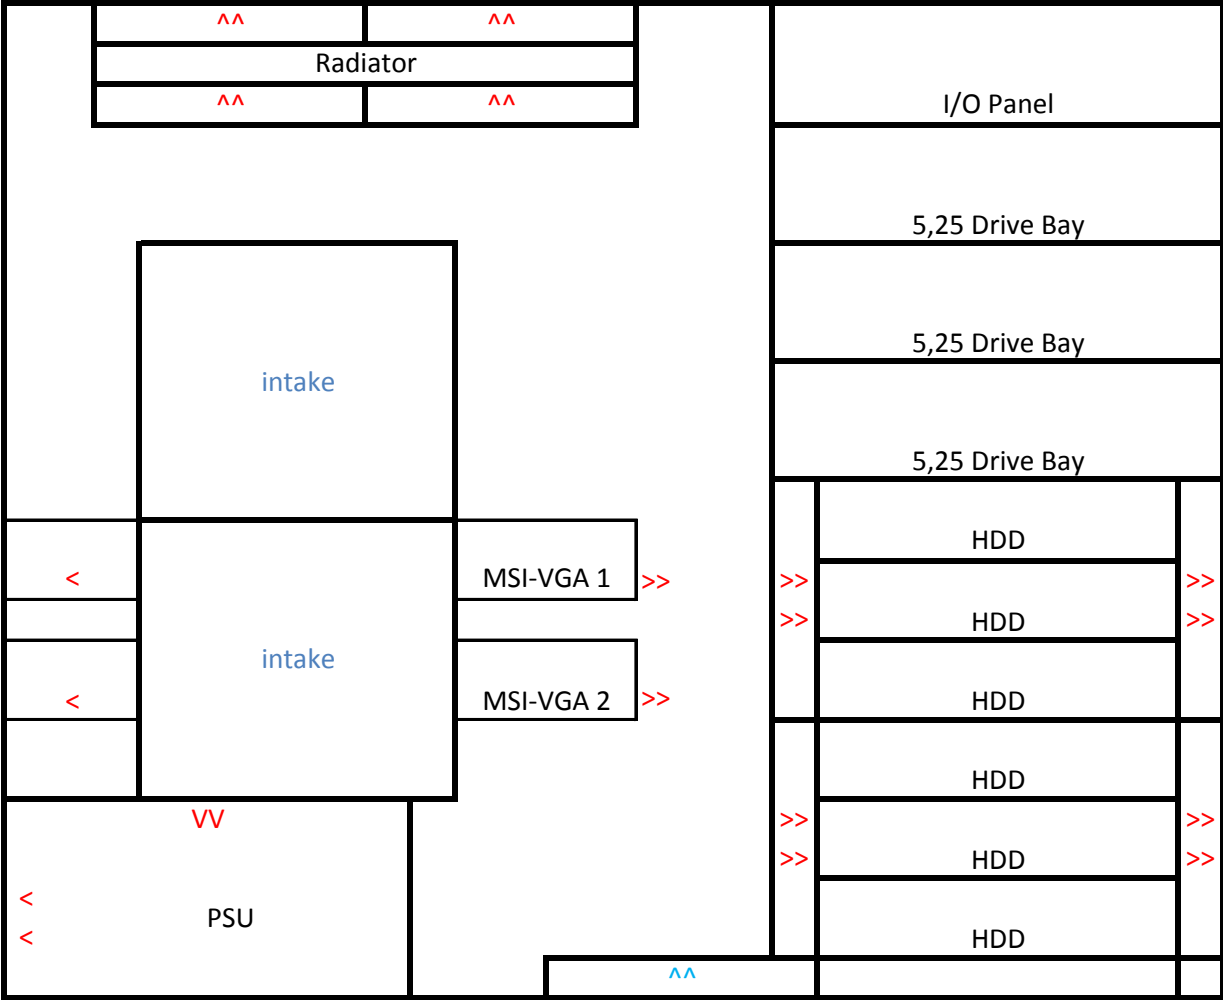 ^^ ^^
Radiator
^^ ^^
I/O Panel
5,25 Drive Bay
5,25 Drive Bay
intake
5,25 Drive Bay
HDD
< MSI-VGA 1 >> >> >>
>> HDD >>
intake
< MSI-VGA 2 >> HDD
HDD
VV >> >>
>> HDD >>
<
PSU
< HDD
^^